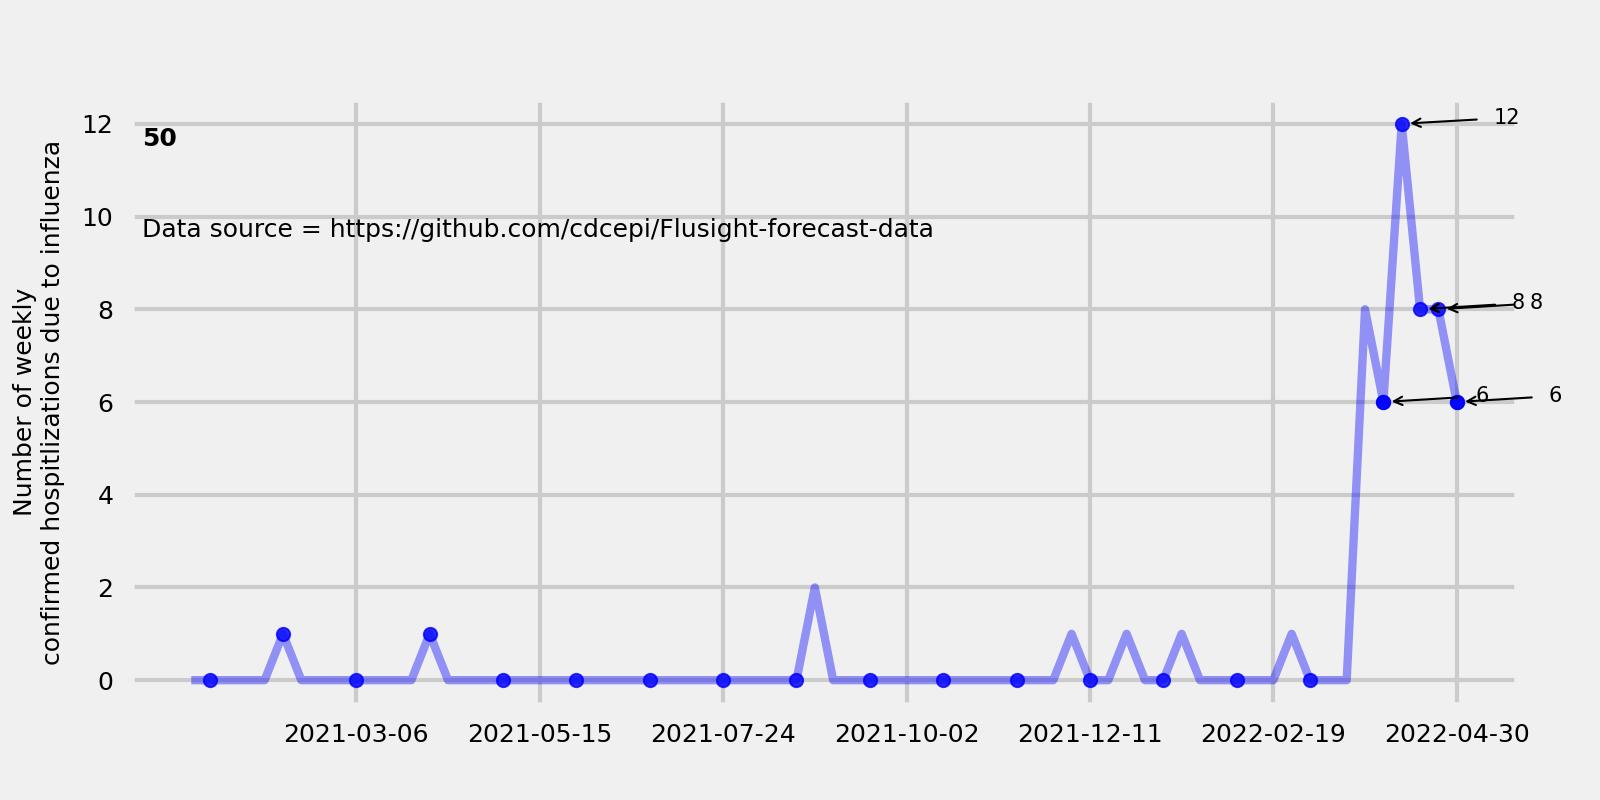 Number of weekly
confirmed hospitlizations due to influenza
12
10
8
6
4
2
0
50
Data source = https://github.com/cdcepi/Flusight-forecast-data
12
8 8
6 6
2021-03-06 2021-05-15 2021-07-24 2021-10-02 2021-12-11 2022-02-19 2022-04-30